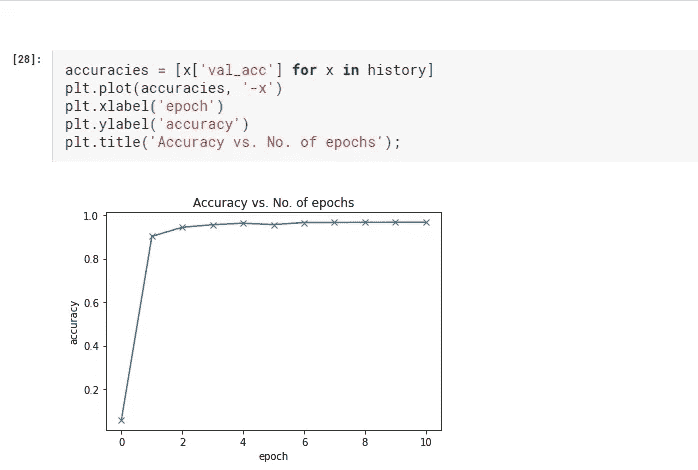 [28]:
accuracies = [x['val_acc'] for x in history]
plt.plot(accuracies, '-x')
plt.xlabel('epoch')
plt.ylabel('accuracy')
plt.title('Accuracy vs. No. of epochs');
Accuracy vs. No. of epochs
1.0
0.8
0.6
0.4
0.2
accuracy
0 2 4 6 8 10
epoch